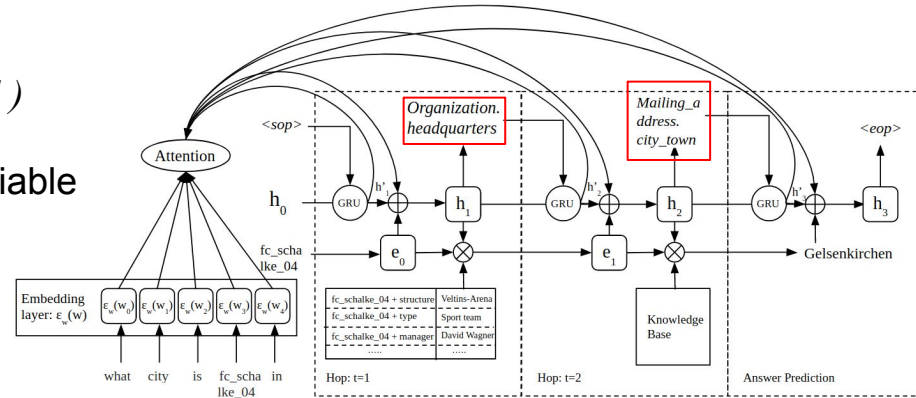 )
iable
<sop>
Organization.
headquarters
Mailing_a
ddress.
city_town
<eop>
Attention
h0
GRU
h'1
h1
GRU
h'2
h2
GRU
h'3
h3
fc_scha
lke_04
e0
e1
Gelsenkirchen
Embedding
layer: εw(w)
εw(w0) εw(w1) εw(w2) εw(w3) εw(w4)
what city is fc_scha
lke_04 in
fc_schalke_04 + structure Veltins-Arena
fc_schalke_04 + type Sport team
fc_schalke_04 + manager David Wagner
..... .....
Knowledge
Base
Hop: t=1
Hop: t=2
Answer Prediction